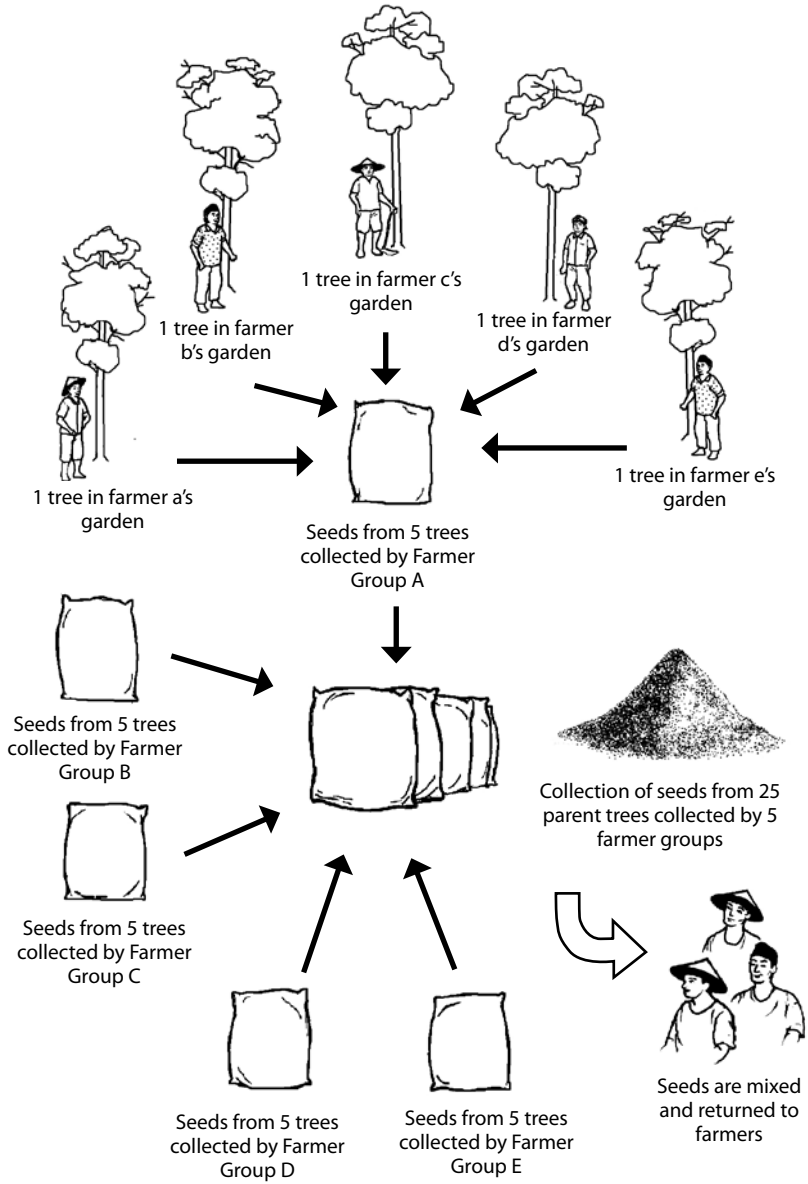 1 tree in farmer c's
garden
1 tree in farmer
b's garden
1 tree in farmer
d's garden
1 tree in farmer a's
garden
1 tree in farmer e's
garden
Seeds from 5 trees
collected by Farmer
Group A
Seeds from 5 trees
collected by Farmer
Group B
Collection of seeds from 25
parent trees collected by 5
farmer groups
Seeds from 5 trees
collected by Farmer
Group C
Seeds from 5 trees
collected by Farmer
Group D
Seeds from 5 trees
collected by Farmer
Group E
Seeds are mixed
and returned to
farmers